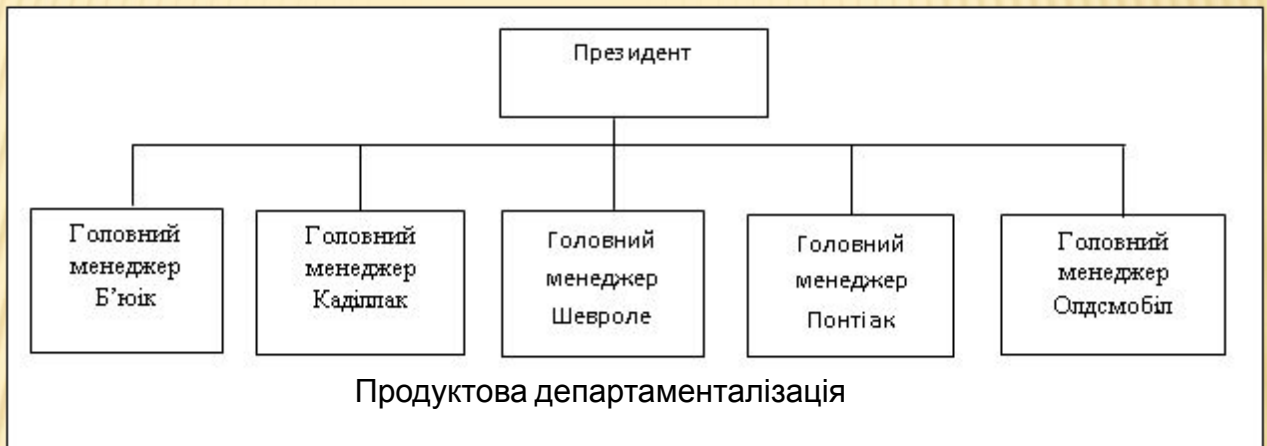 Президент
Головний
менеджер
Б’юік
Головний
менеджер
Каділлак
Головний
менеджер
Шевроле
Головний
менеджер
Понтіак
Головний
менеджер
Олдсмобіл
Продуктова департаменталізація